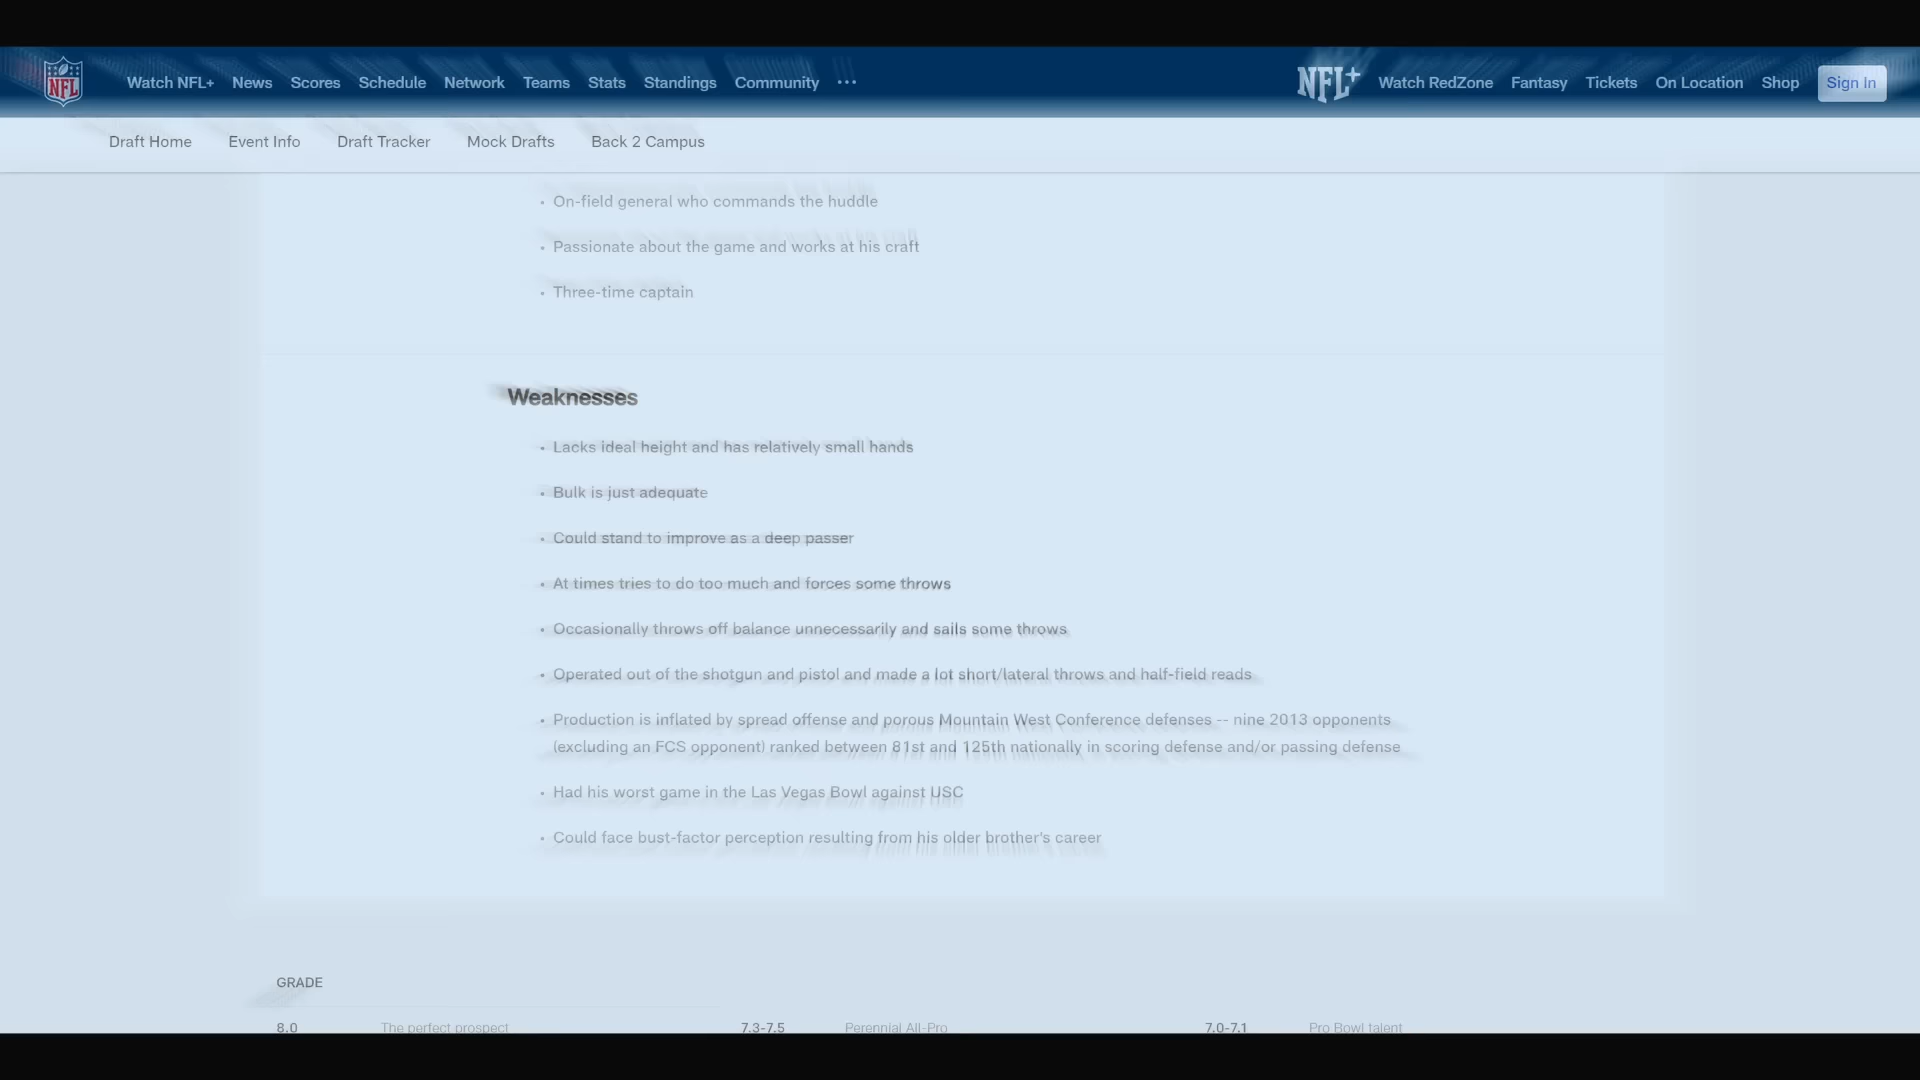 NFL
Watch NFL+ News Scores Schedule Network Teams Stats Standings Community ···
NFL+ Watch RedZone Fantasy Tickets On Location Shop Sign In
Draft Home Event Info Draft Tracker Mock Drafts Back 2 Campus
• On-field general who commands the huddle
• Passionate about the game and works at his craft
• Three-time captain
Weaknesses
• Lacks ideal height and has relatively small hands
• Bulk is just adequate
• Could stand to improve as a deep passer
• At times tries to do too much and forces some throws
• Occasionally throws off balance unnecessarily and sails some throws
• Operated out of the shotgun and pistol and made a lot short/lateral throws and half-field reads
• Production is inflated by spread offense and porous Mountain West Conference defenses -- nine 2013 opponents
(excluding an FCS opponent) ranked between 81st and 125th nationally in scoring defense and/or passing defense
• Had his worst game in the Las Vegas Bowl against USC
• Could face bust-factor perception resulting from his older brother's career
GRADE
8.0 The perfect prospect 7.3-7.5 Perennial All-Pro 7.0-7.1 Pro Bowl talent